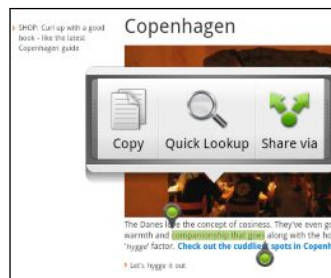 SHOP: Curl up with a good
book - like the latest
Copenhagen guide
Copenhagen
Copy
Quick Lookup
Share via
The Danes love the concept of cosiness. They've even go
warmth and companionship that goes along with the ho
'hygge' factor. Check out the cuddliest spots in Copenh
Let's hygge it out